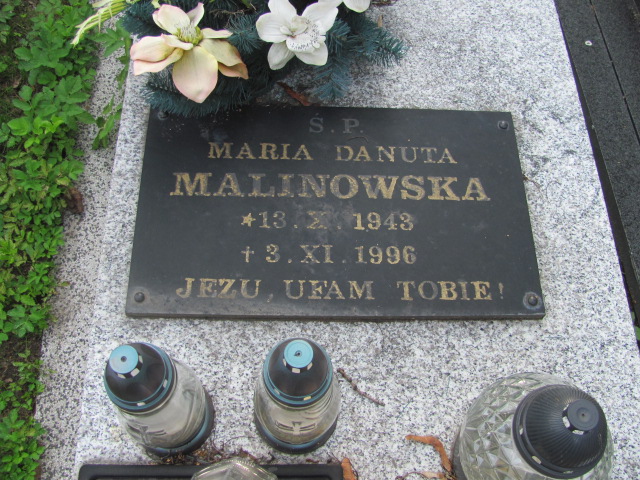 Ś.P.
MARIA DANUTA
MALINOWSKA
*13.X.1943
+3.XI.1996
JEZU, UFAM TOBIE!